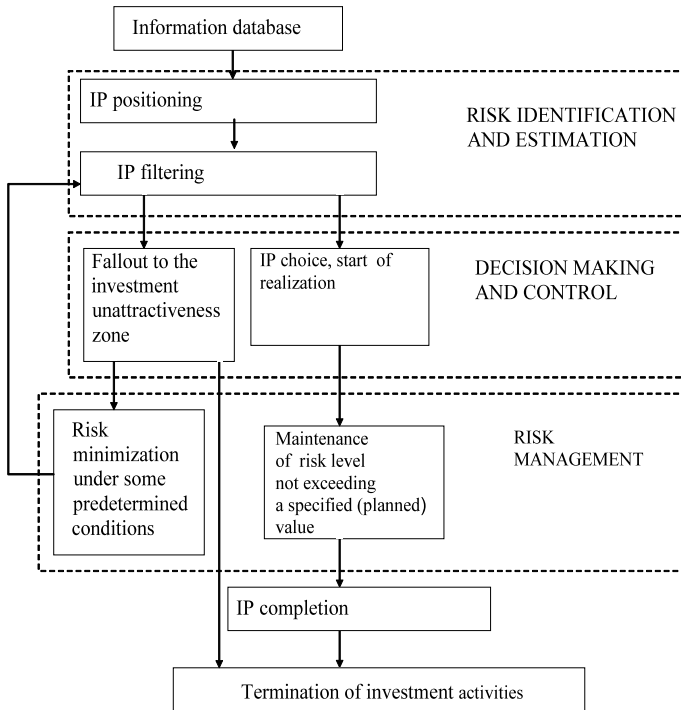 Information database
IP positioning
RISK IDENTIFICATION
AND ESTIMATION
IP filtering
Fallout to the
investment
unattractiveness
zone
IP choice, start of
realization
DECISION MAKING
AND CONTROL
Risk
minimization
under some
predetermined
conditions
Maintenance
of risk level
not exceeding
a specified (planned)
value
RISK
MANAGEMENT
IP completion
Termination of investment activities